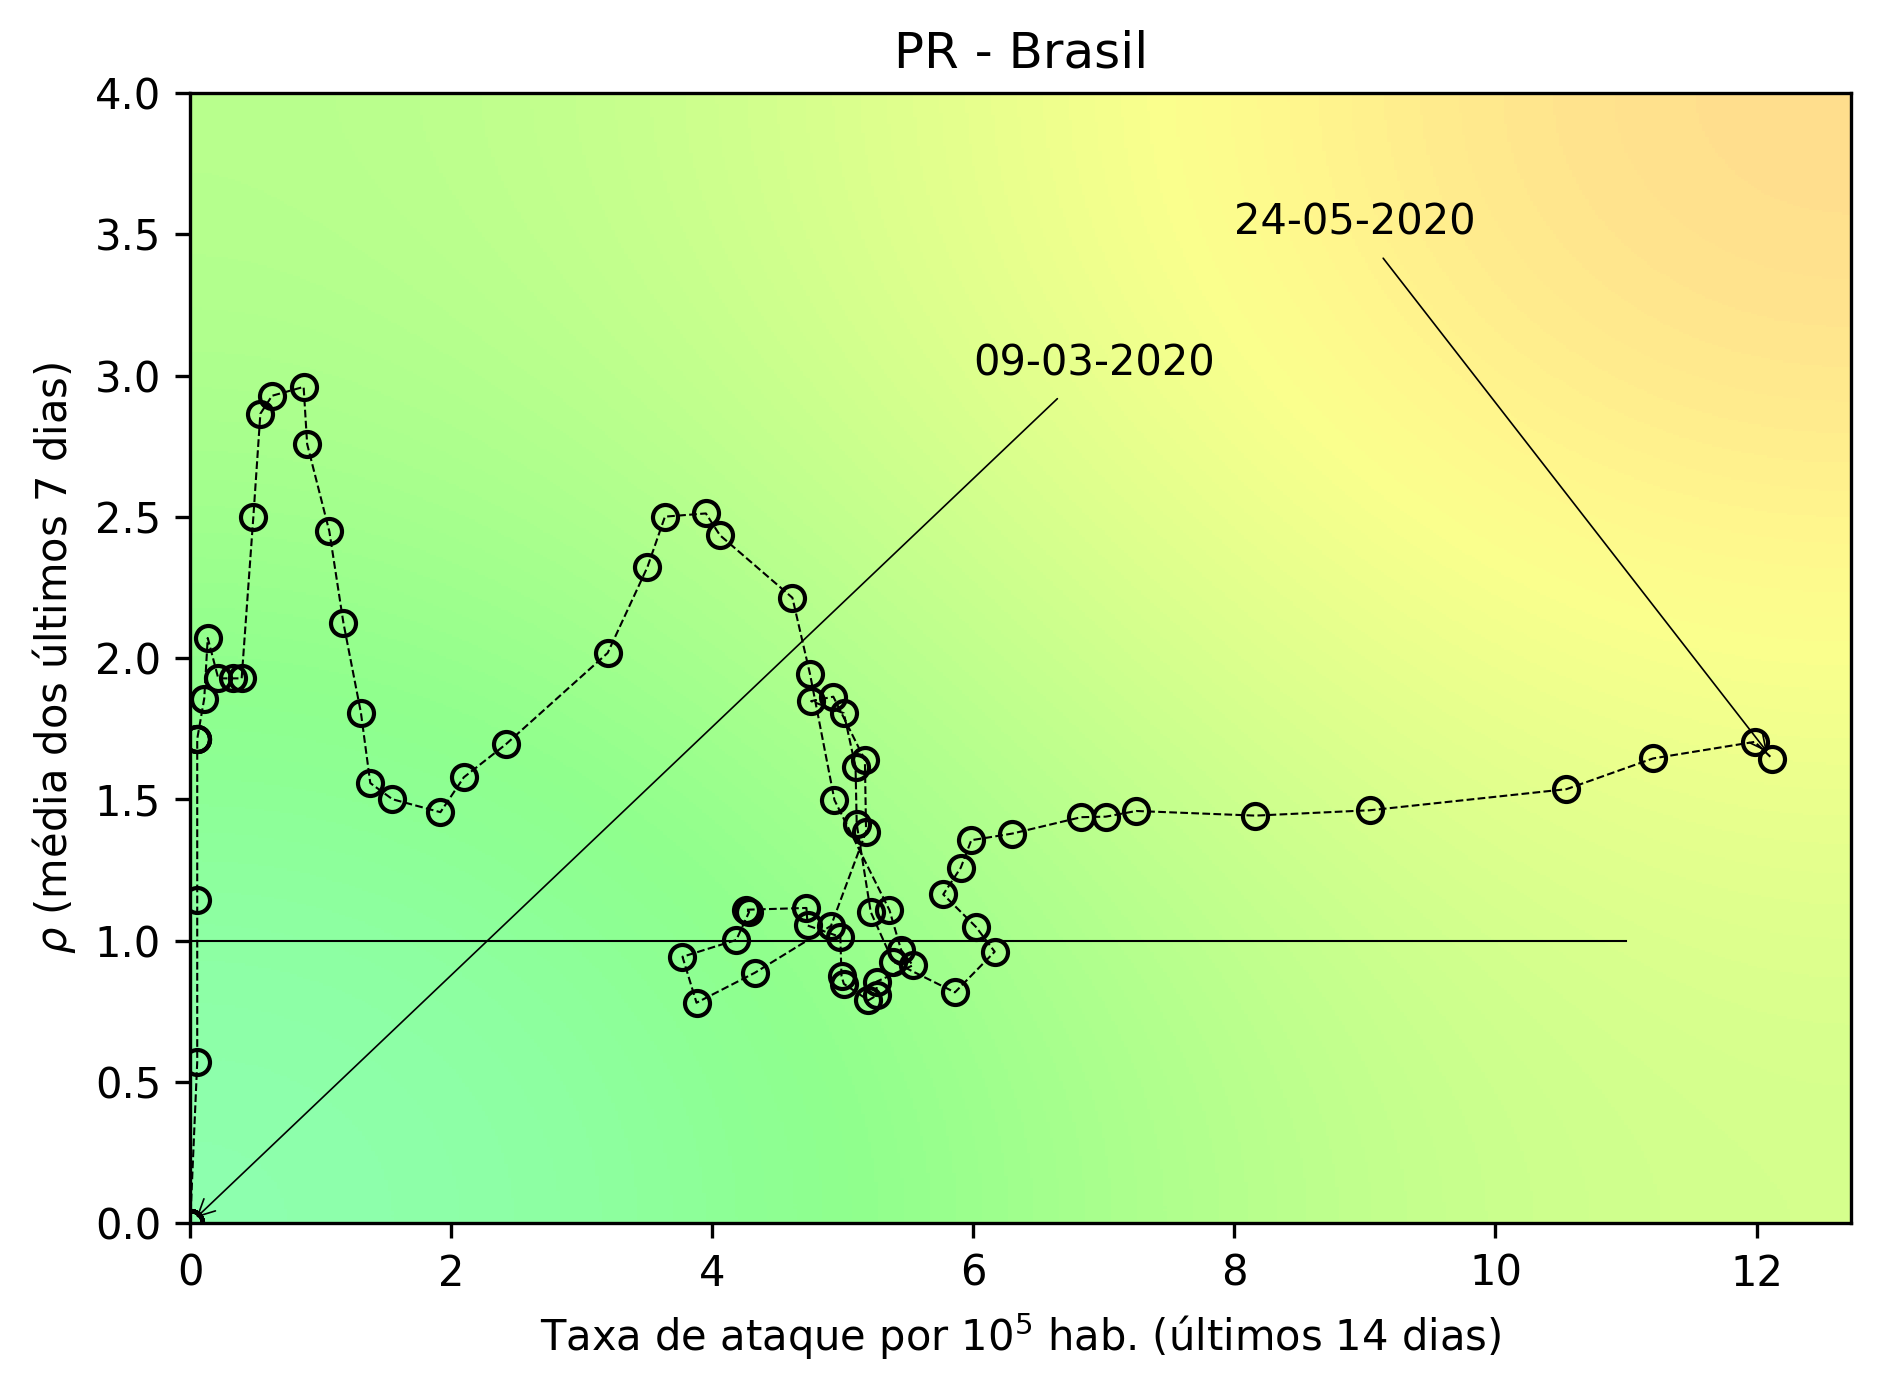 PR - Brasil
4.0
3.5
3.0
2.5
2.0
1.5
1.0
0.5
0.0
ρ (média dos últimos 7 dias)
24-05-2020
09-03-2020
0 2 4 6 8 10 12
Taxa de ataque por 10⁵ hab. (últimos 14 dias)